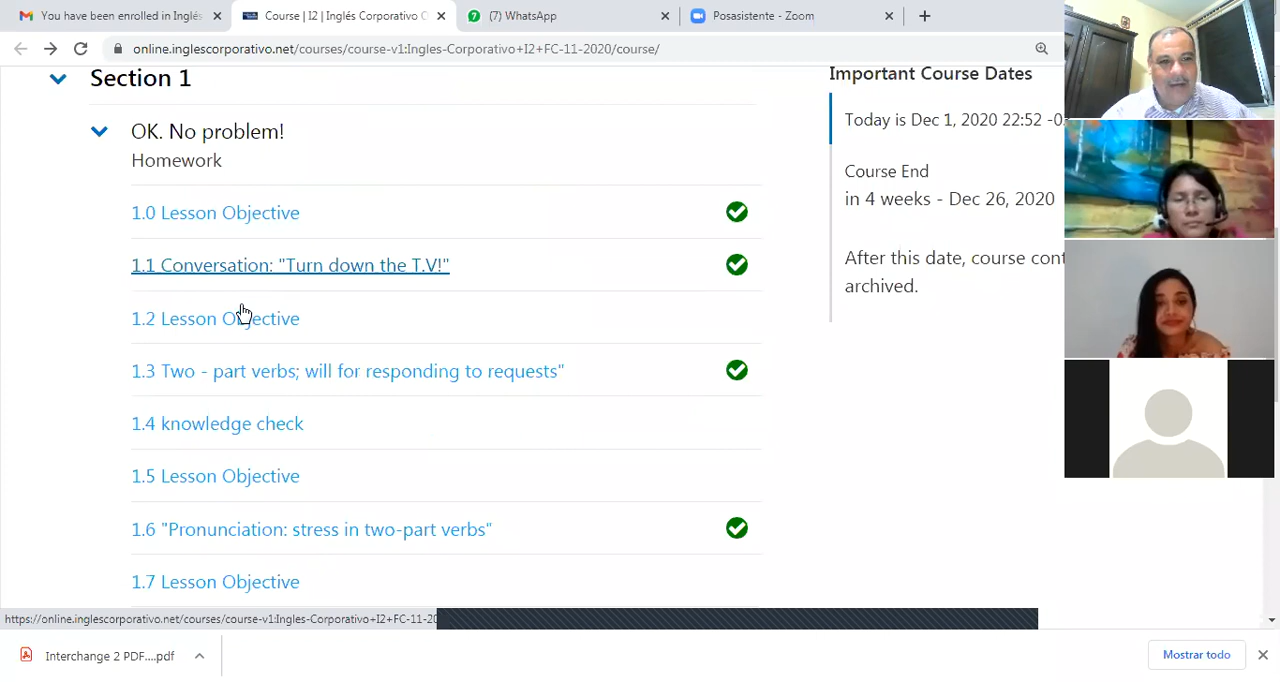 You have been enrolled in Inglés
Course | I2 | Inglés Corporativo C
7
(7) WhatsApp
Posasistente - Zoom
online.inglescorporativo.net/courses/course-v1:Ingles-Corporativo+I2+FC-11-2020/course/
Section 1
OK. No problem!
Homework
1.0 Lesson Objective
1.1 Conversation: "Turn down the T.V!"
1.2 Lesson Objective
1.3 Two - part verbs; will for responding to requests"
1.4 knowledge check
1.5 Lesson Objective
1.6 "Pronunciation: stress in two-part verbs"
1.7 Lesson Objective
Important Course Dates
Today is Dec 1, 2020 22:52
Course End
in 4 weeks - Dec 26, 2020
After this date, course cont
archived.
https://online.inglescorporativo.net/courses/course-v1:Ingles-Corporativo+I2+FC-11-20
Interchange 2 PDF....pdf
Mostrar todo